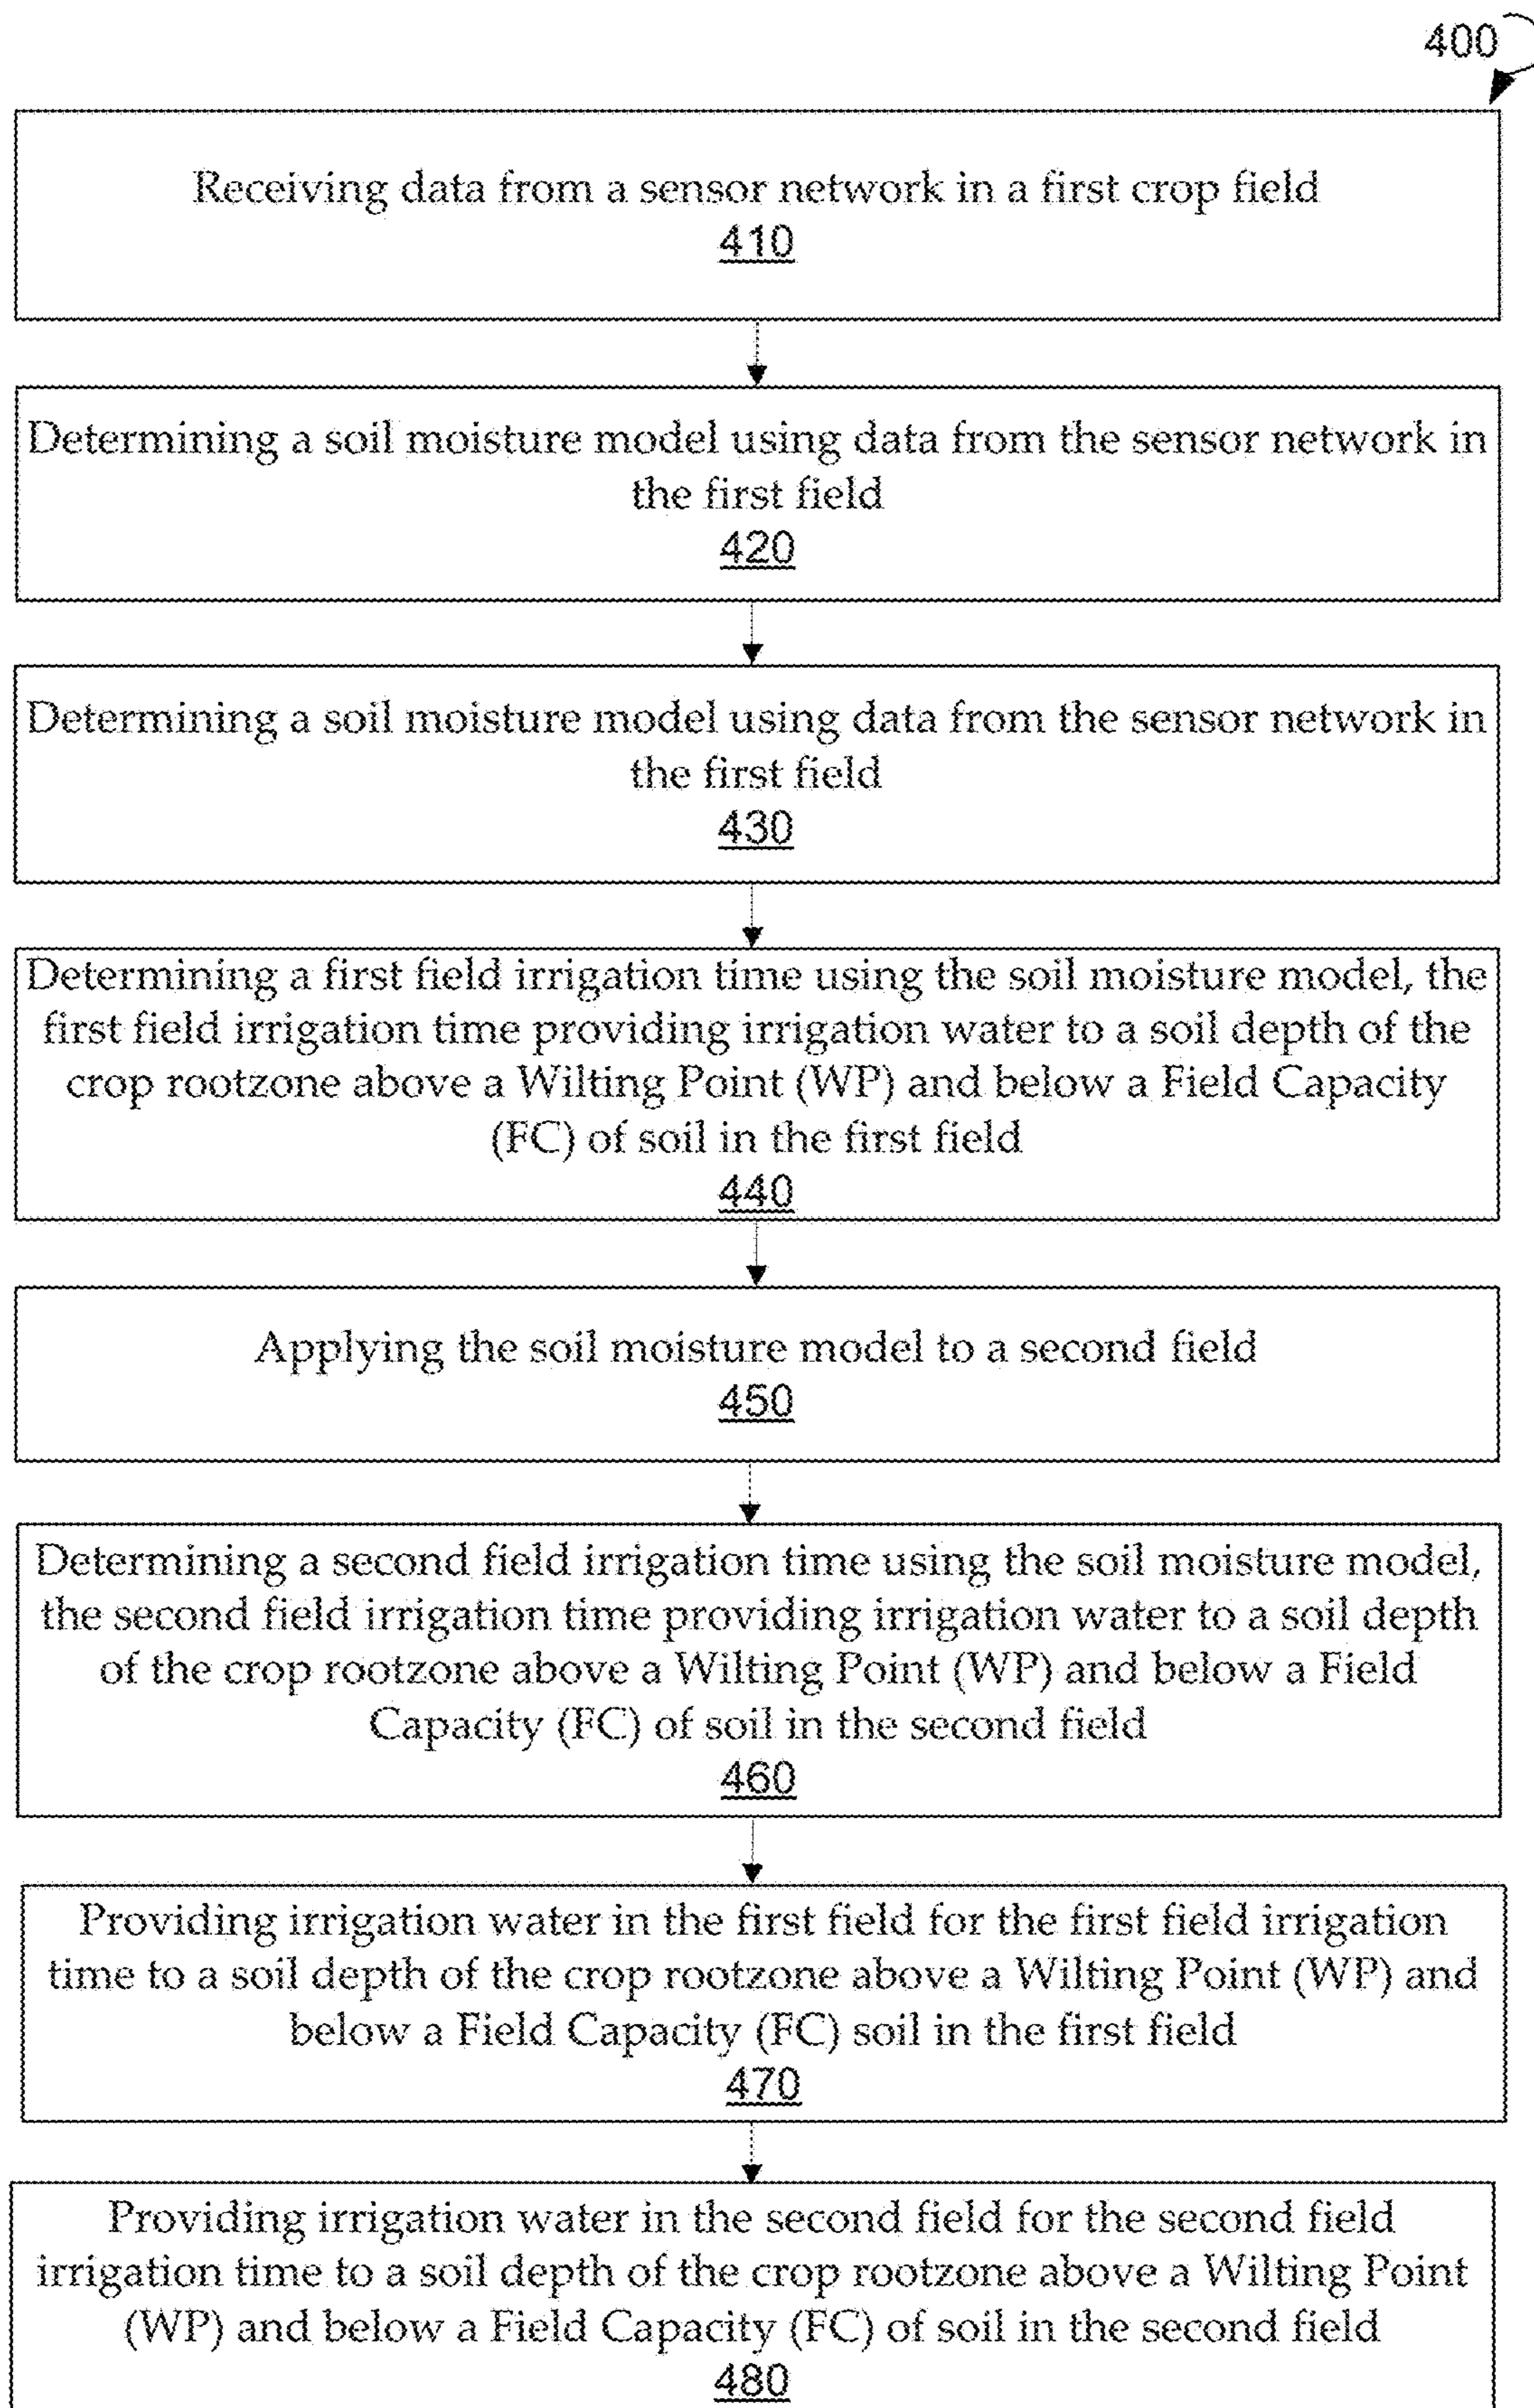 400
Receiving data from a sensor network in a first crop field
410
Determining a soil moisture model using data from the sensor network in
the first field
420
Determining a soil moisture model using data from the sensor network in
the first field
430
Determining a first field irrigation time using the soil moisture model, the
first field irrigation time providing irrigation water to a soil depth of the
crop rootzone above a Wilting Point (WP) and below a Field Capacity
(FC) of soil in the first field
440
Applying the soil moisture model to a second field
450
Determining a second field irrigation time using the soil moisture model,
the second field irrigation time providing irrigation water to a soil depth
of the crop rootzone above a Wilting Point (WP) and below a Field
Capacity (FC) of soil in the second field
460
Providing irrigation water in the first field for the first field irrigation
time to a soil depth of the crop rootzone above a Wilting Point (WP) and
below a Field Capacity (FC) soil in the first field
470
Providing irrigation water in the second field for the second field
irrigation time to a soil depth of the crop rootzone above a Wilting Point
(WP) and below a Field Capacity (FC) of soil in the second field
480